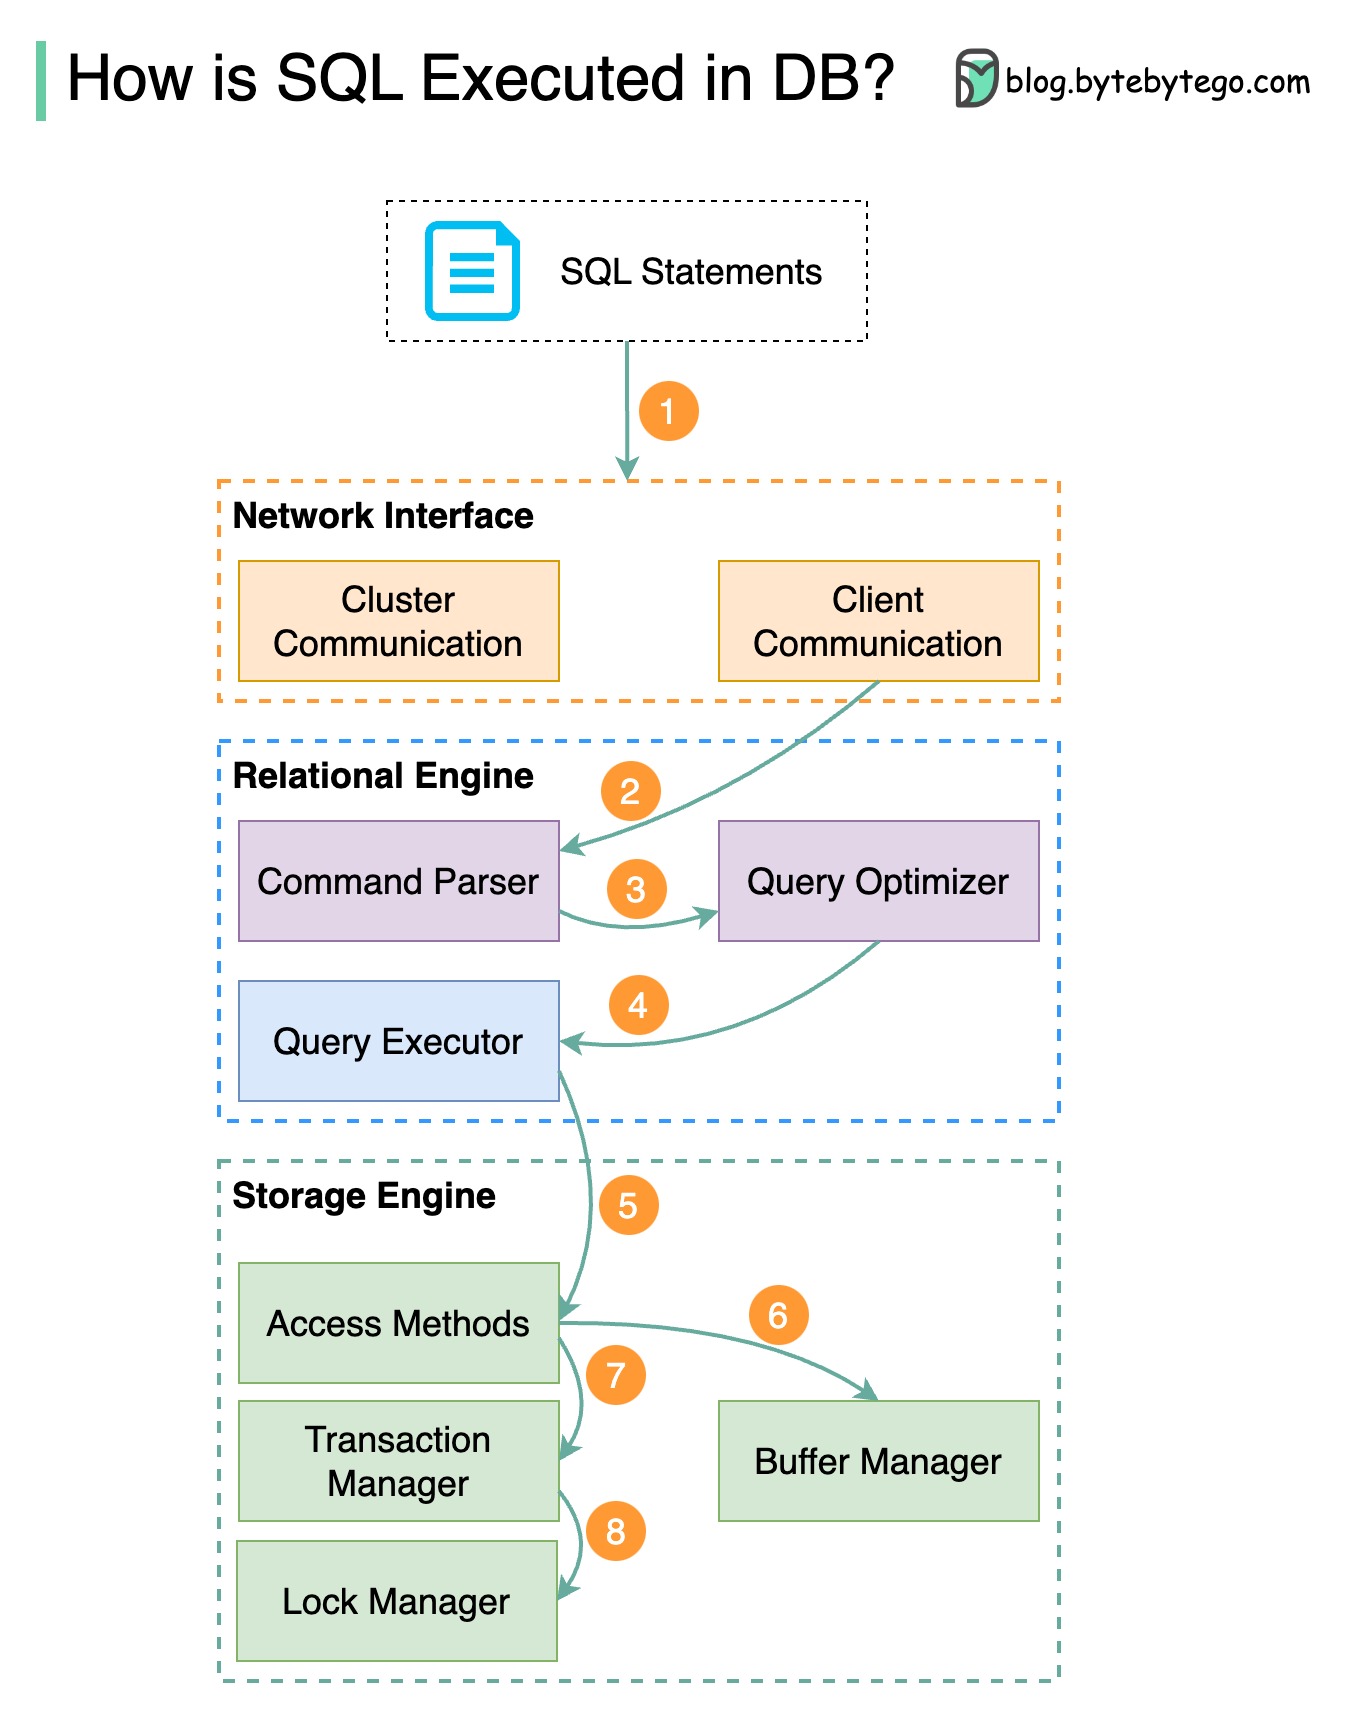 How is SQL Executed in DB?
blog.bytebytego.com
SQL Statements
1
Network Interface
Cluster
Communication
Client
Communication
2
Relational Engine
Command Parser
3
Query Optimizer
4
Query Executor
5
Storage Engine
Access Methods
6
7
Transaction
Manager
Buffer Manager
8
Lock Manager